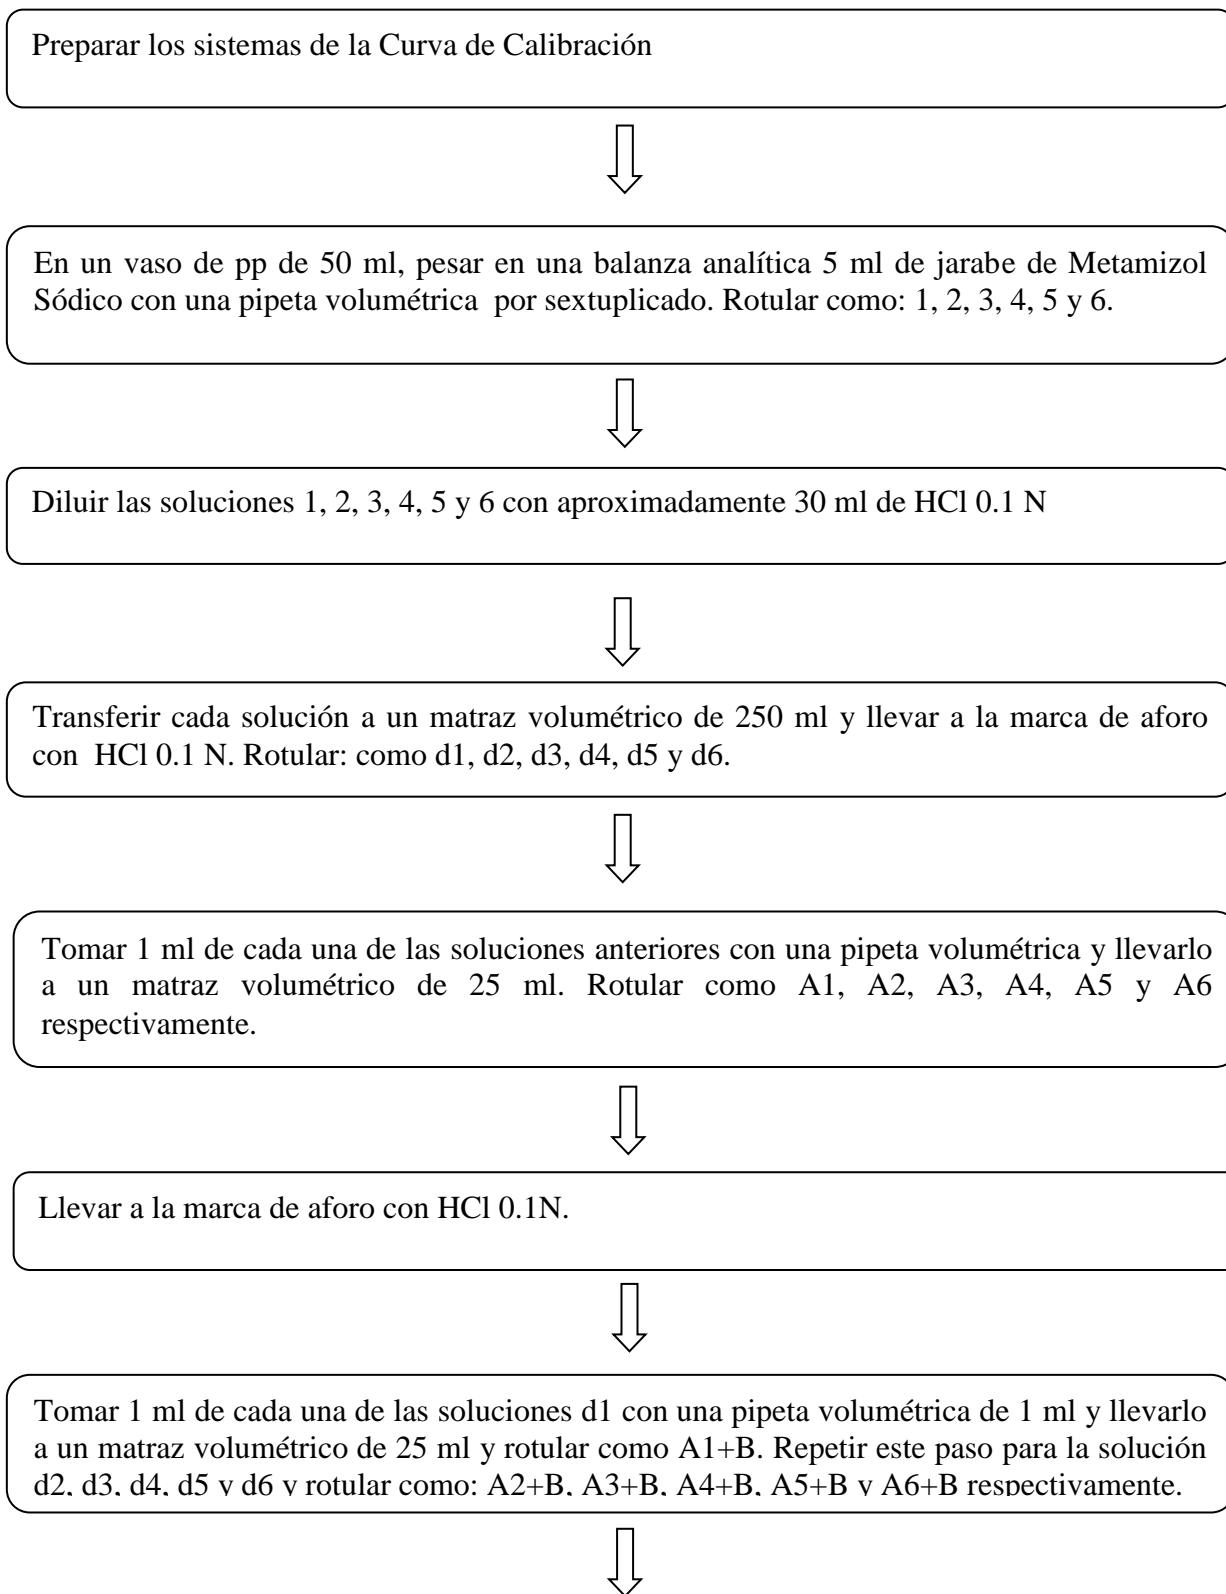 Preparar los sistemas de la Curva de Calibración
En un vaso de pp de 50 ml, pesar en una balanza analítica 5 ml de jarabe de Metamizol
Sódico con una pipeta volumétrica por sextuplicado. Rotular como: 1, 2, 3, 4, 5 y 6.
Diluir las soluciones 1, 2, 3, 4, 5 y 6 con aproximadamente 30 ml de HCl 0.1 N
Transferir cada solución a un matraz volumétrico de 250 ml y llevar a la marca de aforo
con HCl 0.1 N. Rotular: como d1, d2, d3, d4, d5 y d6.
Tomar 1 ml de cada una de las soluciones anteriores con una pipeta volumétrica y llevarlo
a un matraz volumétrico de 25 ml. Rotular como A1, A2, A3, A4, A5 y A6
respectivamente.
Llevar a la marca de aforo con HCl 0.1N.
Tomar 1 ml de cada una de las soluciones d1 con una pipeta volumétrica de 1 ml y llevarlo
a un matraz volumétrico de 25 ml y rotular como A1+B. Repetir este paso para la solución
d2, d3, d4, d5 y d6 y rotular como: A2+B, A3+B, A4+B, A5+B y A6+B respectivamente.